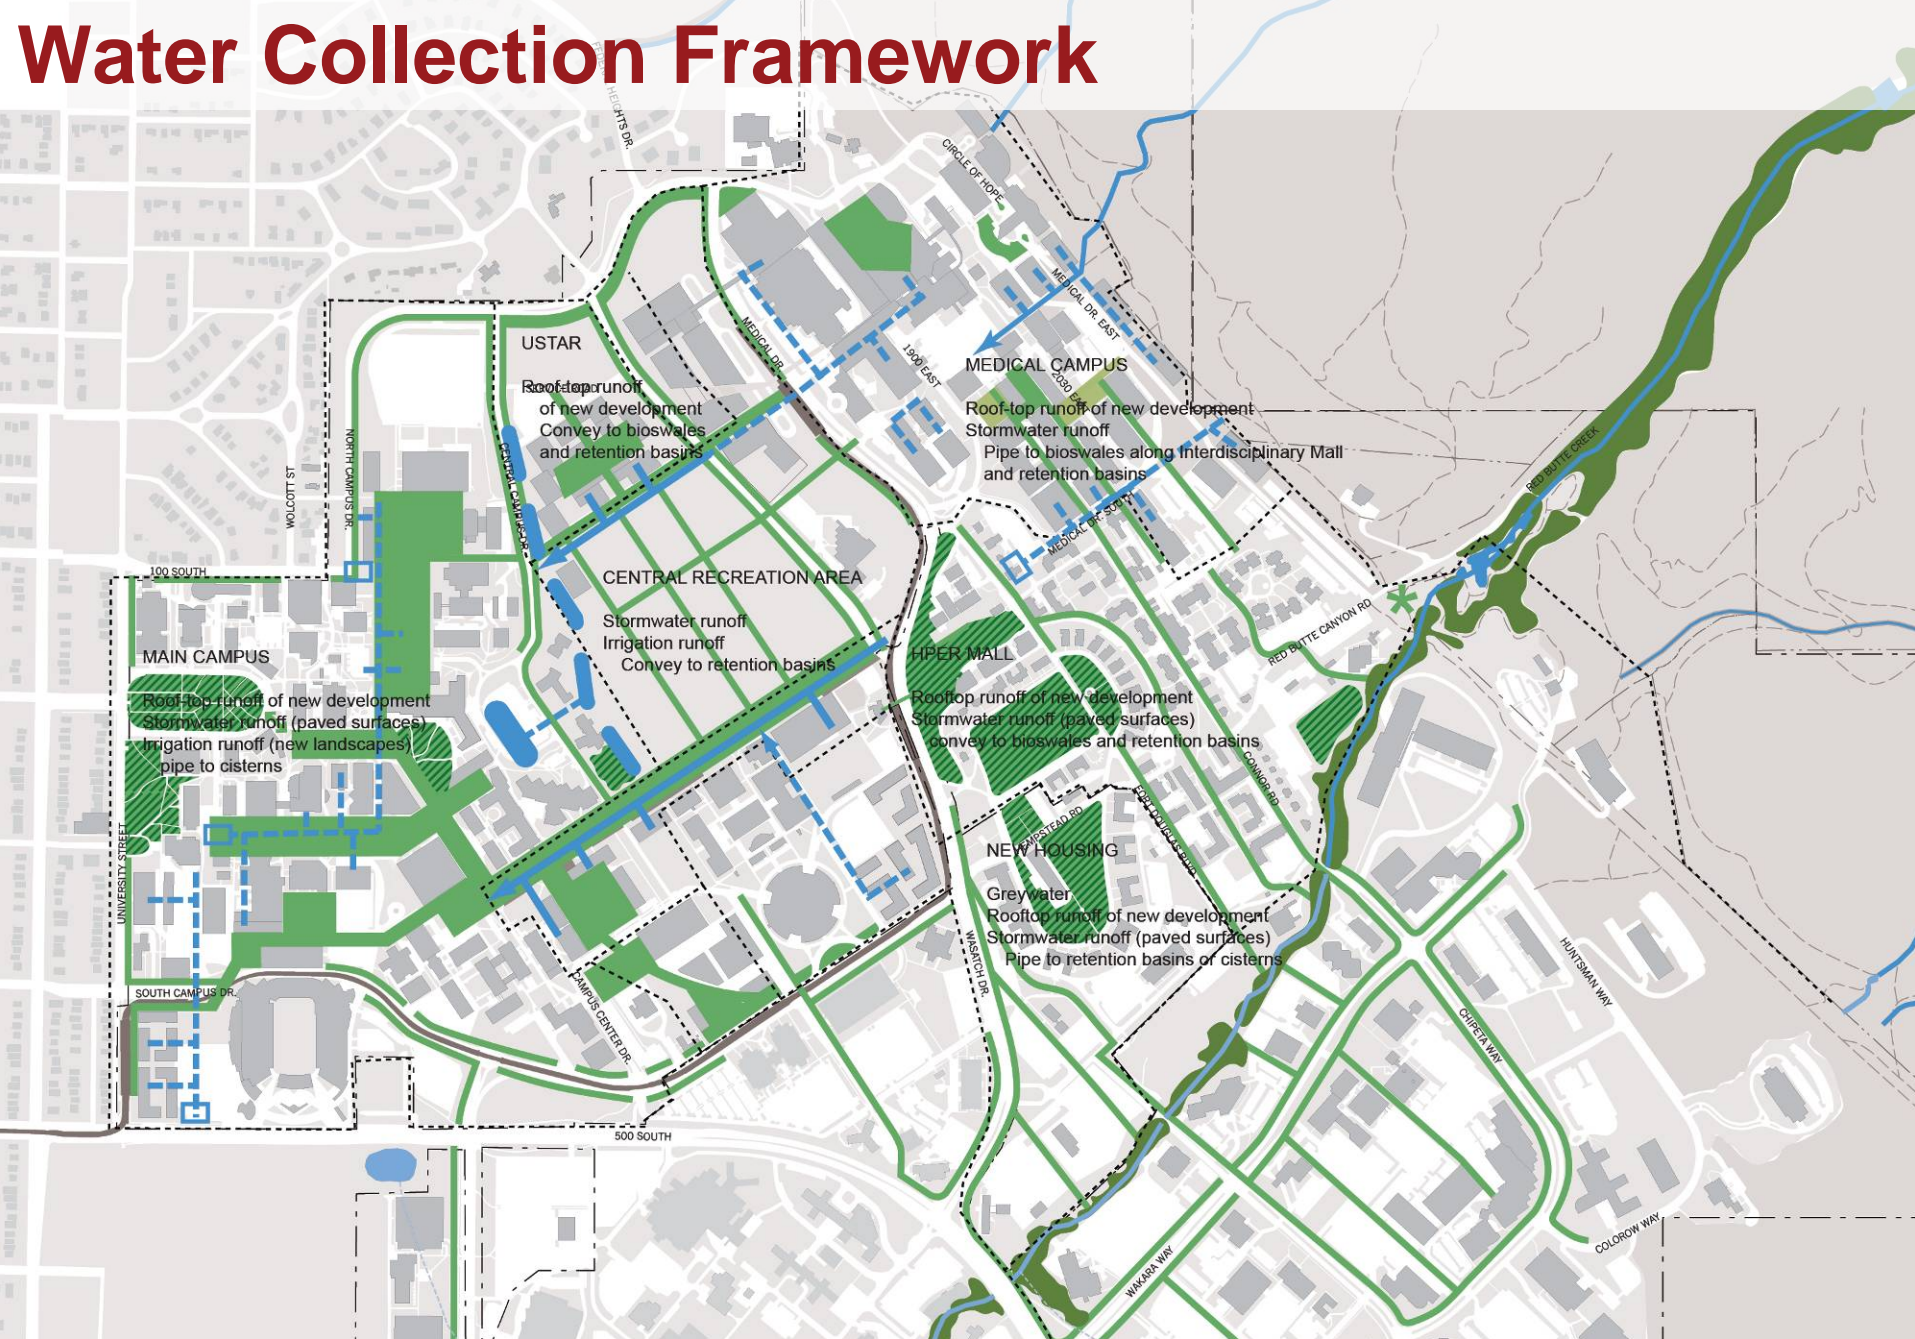 Water Collection Framework
HEIGHTS DR.
CIRCLE OF HOPE
MEDICAL DR. EAST
MEDICAL DR.
1900 EAST
USTAR
Roof-top runoff
of new development
Convey to bioswales
and retention basins
MEDICAL CAMPUS
Roof-top runoff of new development
Stormwater runoff
Pipe to bioswales along Interdisciplinary Mall
and retention basins
NORTH CAMPUS DR.
WOLCOTT ST
CENTRAL CAMPUS DR.
MEDICAL DR. SOUTH
RED BUTTE CREEK
100 SOUTH
CENTRAL RECREATION AREA
Stormwater runoff
Irrigation runoff
Convey to retention basins
RED BUTTE CANYON RD
MAIN CAMPUS
Roof-top runoff of new development
Stormwater runoff (paved surfaces)
Irrigation runoff (new landscapes)
pipe to cisterns
HPER MALL
Rooftop runoff of new development
Stormwater runoff (paved surfaces)
convey to bioswales and retention basins
CONNOR RD
FORT DOUGLAS BLVD
UNIVERSITY STREET
NEW HOUSING
Greywater
Rooftop runoff of new development
Stormwater runoff (paved surfaces)
Pipe to retention basins or cisterns
WASATCH DR.
HUNTSMAN WAY
SOUTH CAMPUS DR.
CAMPUS CENTER DR.
CHIPETA WAY
500 SOUTH
COLOROW WAY
WAKARA WAY